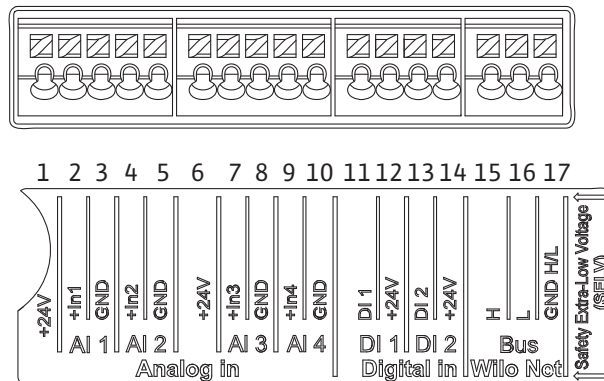 1 2 3 4 5 6 7 8 9 10 11 12 13 14 15 16 17
+24V +In1 GND +In2 GND +24V +In3 GND +In4 GND DI 1 +24V DI 2 +24V H L GND H/L
AI 1 AI 2 AI 3 AI 4 DI 1 DI 2 Bus
Analog in Digital in Wilo Net
Safety Extra-Low Voltage
(SELV)